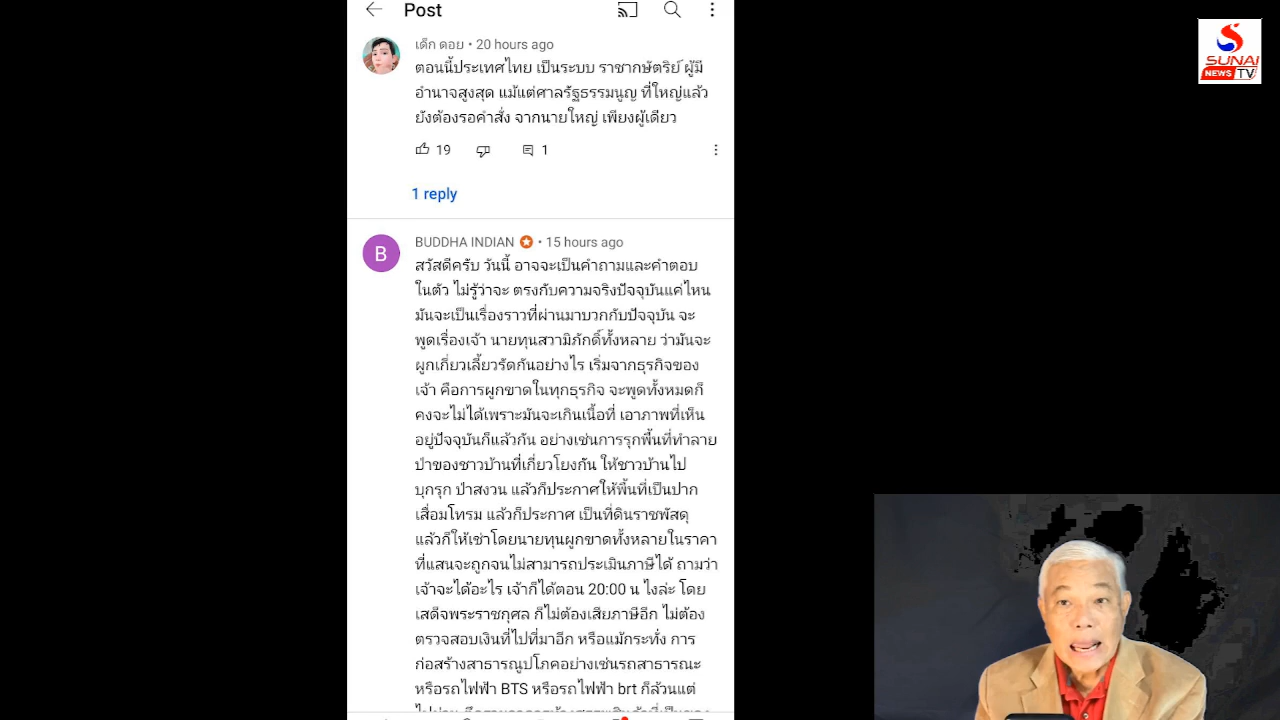 Post
SUNAI
NEWS TV
เด็ก ดอย • 20 hours ago
ตอนนี้ประเทศไทย เป็นระบบ ราชากษัตริย์ ผู้มี
อำนาจสูงสุด แม้แต่ศาลรัฐธรรมนูญ ที่ใหญ่แล้ว
ยังต้องรอคำสั่ง จากนายใหญ่ เพียงผู้เดียว
19 1
1 reply
B
BUDDHA INDIAN • 15 hours ago
สวัสดีครับ วันนี้ อาจจะเป็นคำถามและคำตอบ
ในตัว ไม่รู้ว่าจะ ตรงกับความจริงปัจจุบันแค่ไหน
มันจะเป็นเรื่องราวที่ผ่านมาบวกกับปัจจุบัน จะ
พูดเรื่องเจ้า นายทุนสวามิภักดิ์ทั้งหลาย ว่ามันจะ
ผูกเกี่ยวเลี้ยวรัดกันอย่างไร เริ่มจากธุรกิจของ
เจ้า คือการผูกขาดในทุกธุรกิจ จะพูดทั้งหมดก็
คงจะไม่ได้เพราะมันจะเกินเนื้อที่ เอาภาพที่เห็น
อยู่ปัจจุบันก็แล้วกัน อย่างเช่นการรุกพื้นที่ทำลาย
ป่าของชาวบ้านที่เกี่ยวโยงกัน ให้ชาวบ้านไป
บุกรุก ป่าสงวน แล้วก็ประกาศให้พื้นที่เป็นปาก
เสื่อมโทรม แล้วก็ประกาศ เป็นที่ดินราชพัสดุ
แล้วก็ให้เช่าโดยนายทุนผูกขาดทั้งหลายในราคา
ที่แสนจะถูกจนไม่สามารถประเมินภาษีได้ ถามว่า
เจ้าจะได้อะไร เจ้าก็ได้ตอน 20:00 น ไงล่ะ โดย
เสด็จพระราชกุศล ก็ไม่ต้องเสียภาษีอีก ไม่ต้อง
ตรวจสอบเงินที่ไปที่มาอีก หรือแม้กระทั่ง การ
ก่อสร้างสาธารณูปโภคอย่างเช่นรถสาธารณะ
หรือรถไฟฟ้า BTS หรือรถไฟฟ้า brt ก็ล้วนแต่